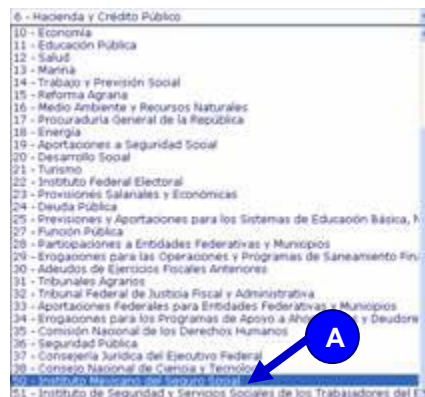 6 - Hacienda y Crédito Público
10 - Economía
11 - Educación Pública
12 - Salud
13 - Marina
14 - Trabajo y Previsión Social
15 - Reforma Agraria
16 - Medio Ambiente y Recursos Naturales
17 - Procuraduría General de la República
18 - Energía
19 - Aportaciones a Seguridad Social
20 - Desarrollo Social
21 - Turismo
22 - Instituto Federal Electoral
23 - Provisiones Salariales y Económicas
24 - Deuda Pública
25 - Previsiones y Aportaciones para los Sistemas de Educación Básica, N
27 - Función Pública
28 - Participaciones a Entidades Federativas y Municipios
29 - Erogaciones para las Operaciones y Programas de Saneamiento Fin
30 - Adeudos de Ejercicios Fiscales Anteriores
31 - Tribunales Agrarios
32 - Tribunal Federal de Justicia Fiscal y Administrativa
33 - Aportaciones Federales para Entidades Federativas y Municipios
34 - Erogaciones para los Programas de Apoyo a Aho y Deudore
35 - Comisión Nacional de los Derechos Humanos
36 - Seguridad Pública
A
37 - Consejería Jurídica del Ejecutivo Federal
38 - Consejo Nacional de Ciencia y Tecnolo
50 - Instituto Mexicano del Seguro Social
51 - Instituto de Seguridad y Servicios Sociales de los Trabajadores del E